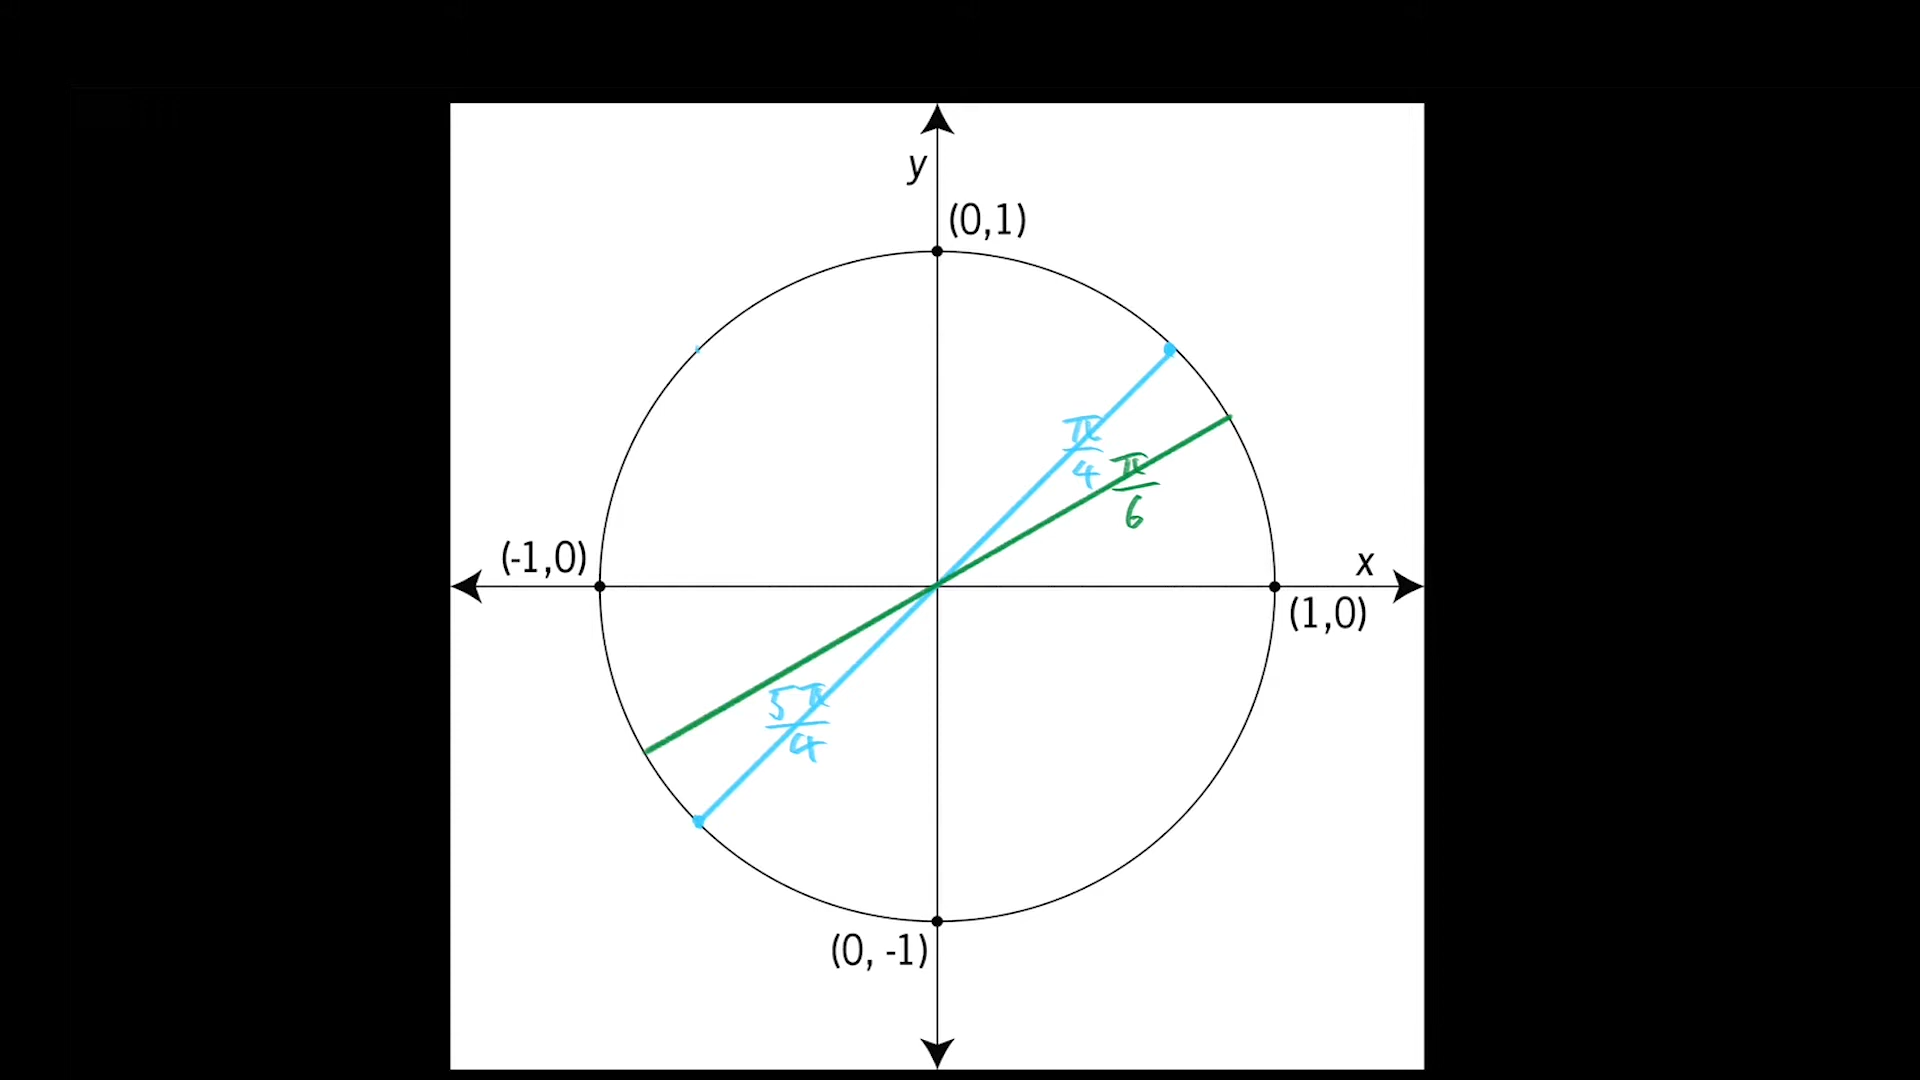 y
(0,1)
π/4
π/6
(-1,0)
x
(1,0)
5π/4
(0, -1)